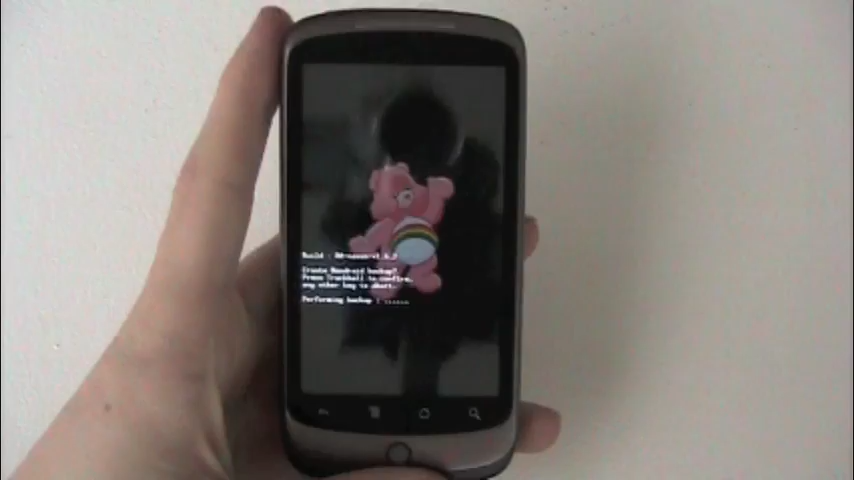 Build :
Create Nandroid backup?
Press Trackball to confirm,
any other key to abort.
Performing backup : ......